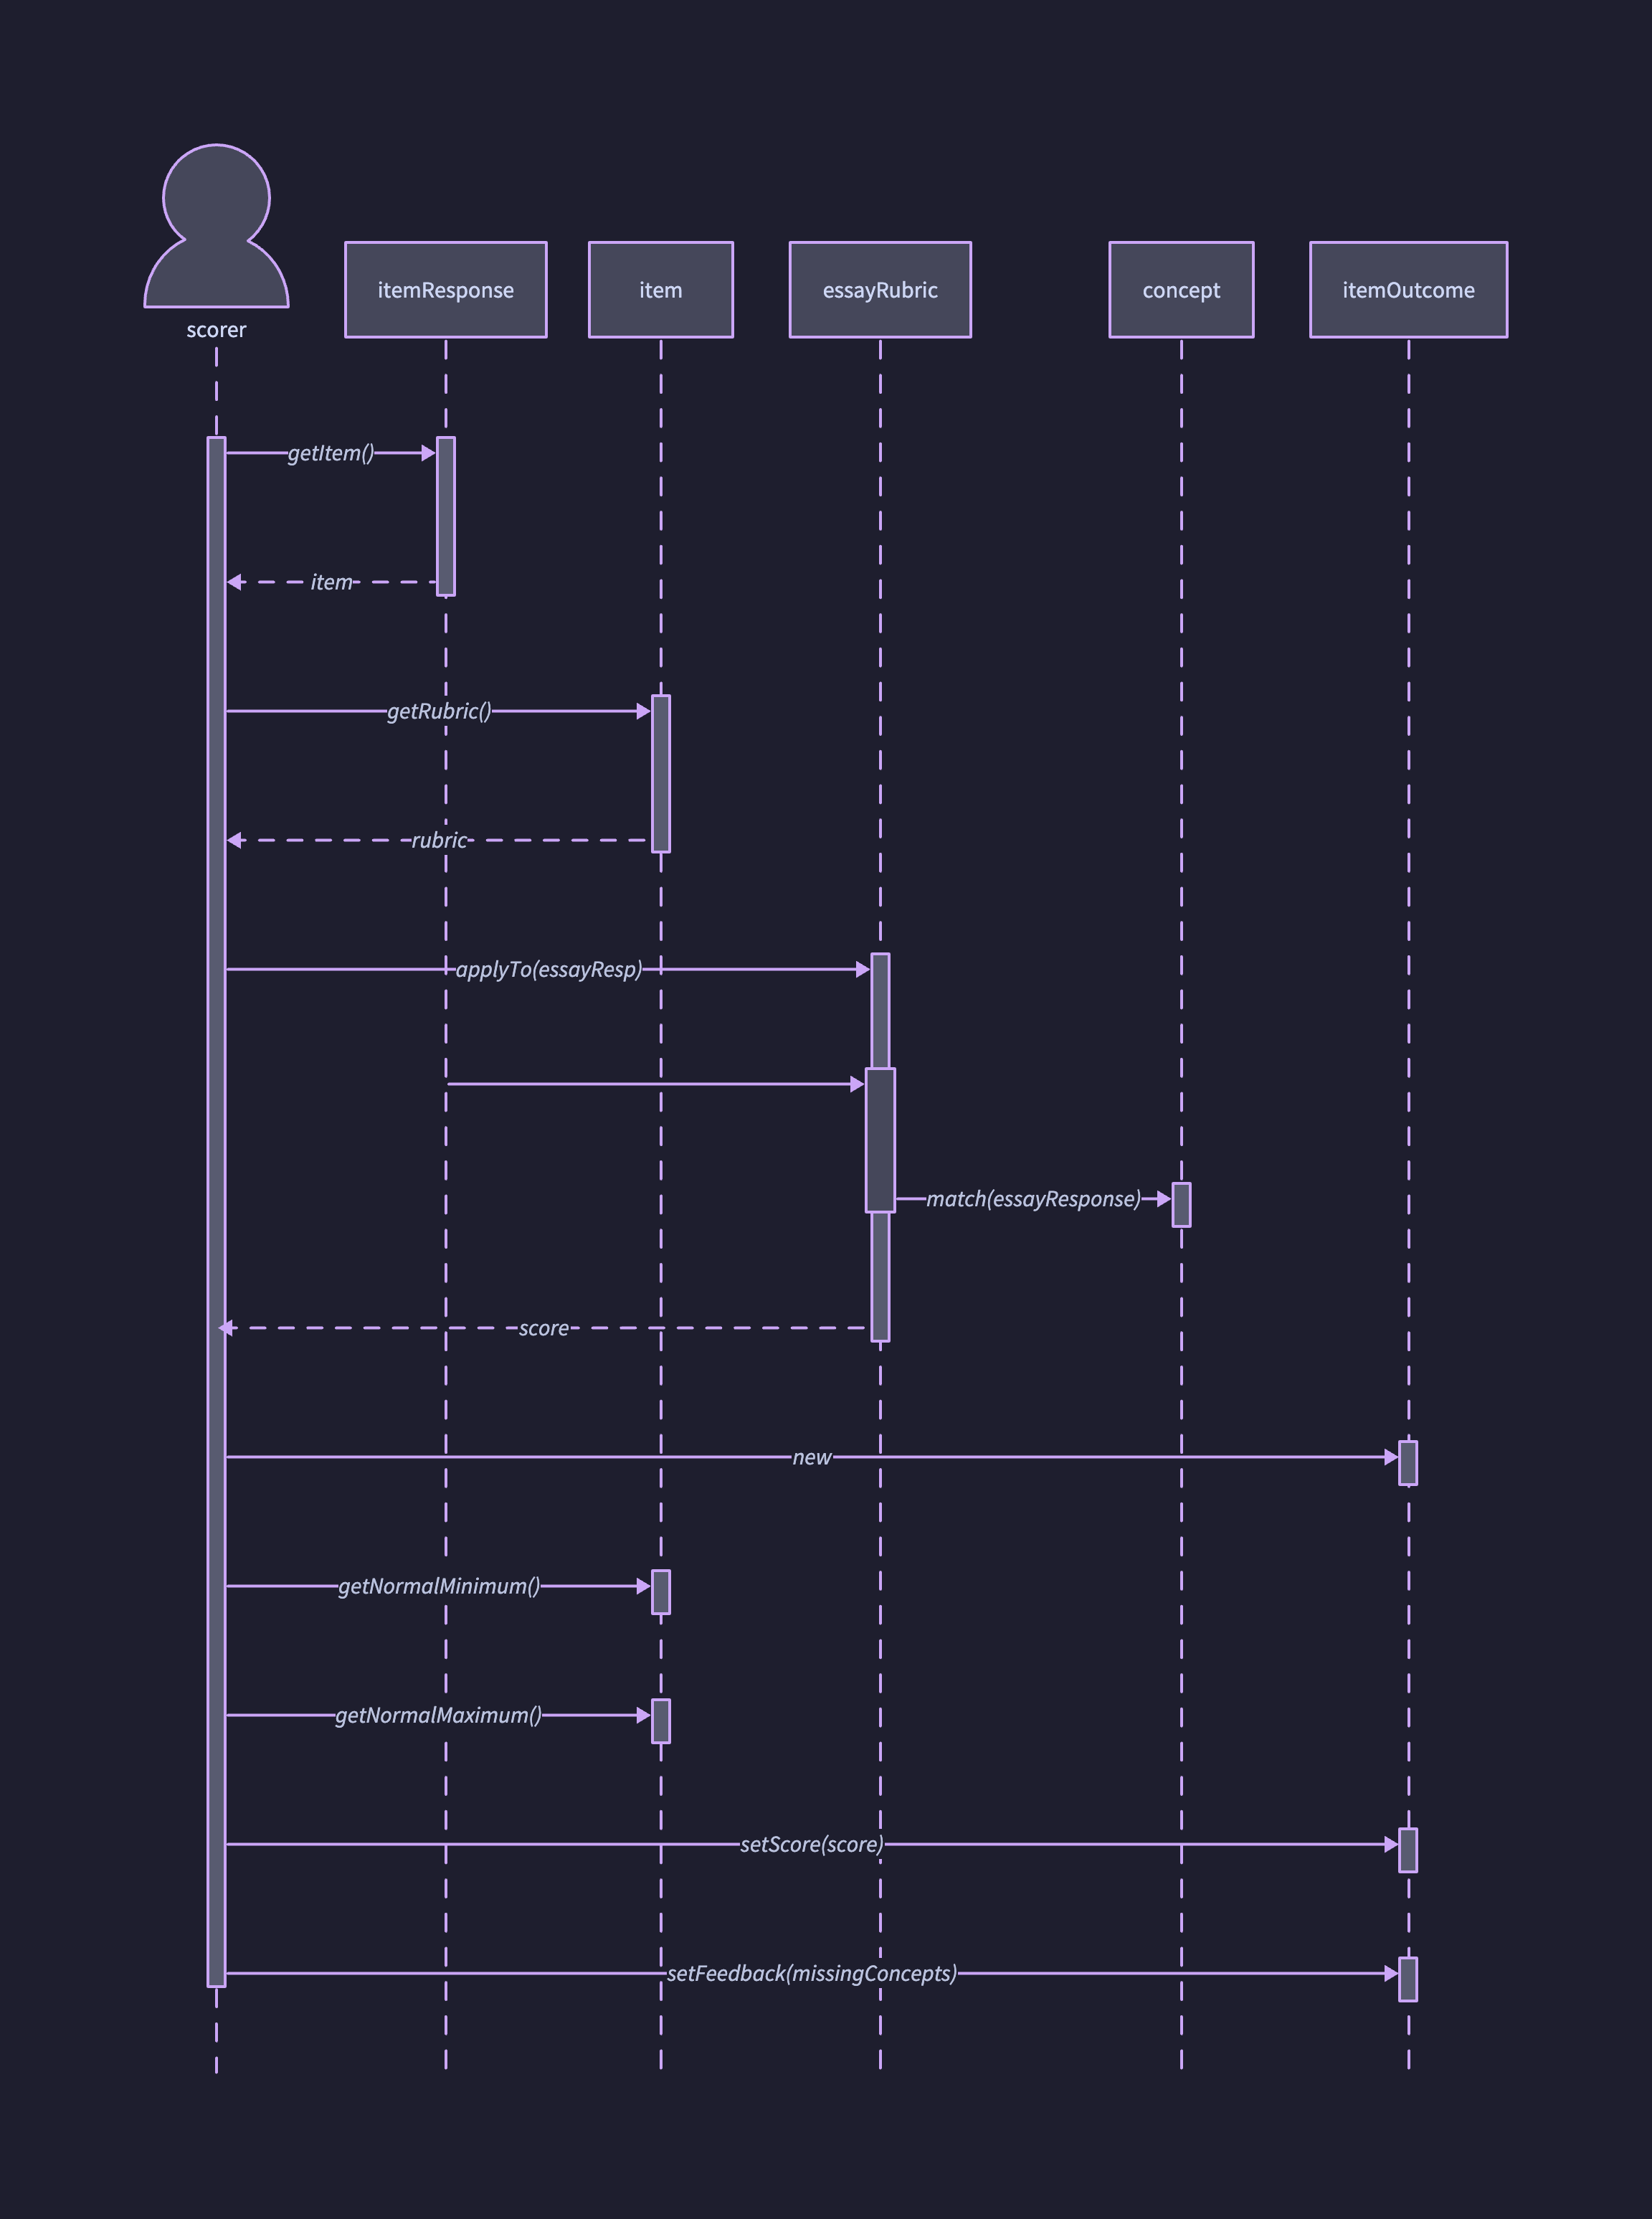 scorer
itemResponse
item
essayRubric
concept
itemOutcome
getItem()
item
getRubric()
rubric
applyTo(essayResp)
match(essayResponse)
score
new
getNormalMinimum()
getNormalMaximum()
setScore(score)
setFeedback(missingConcepts)